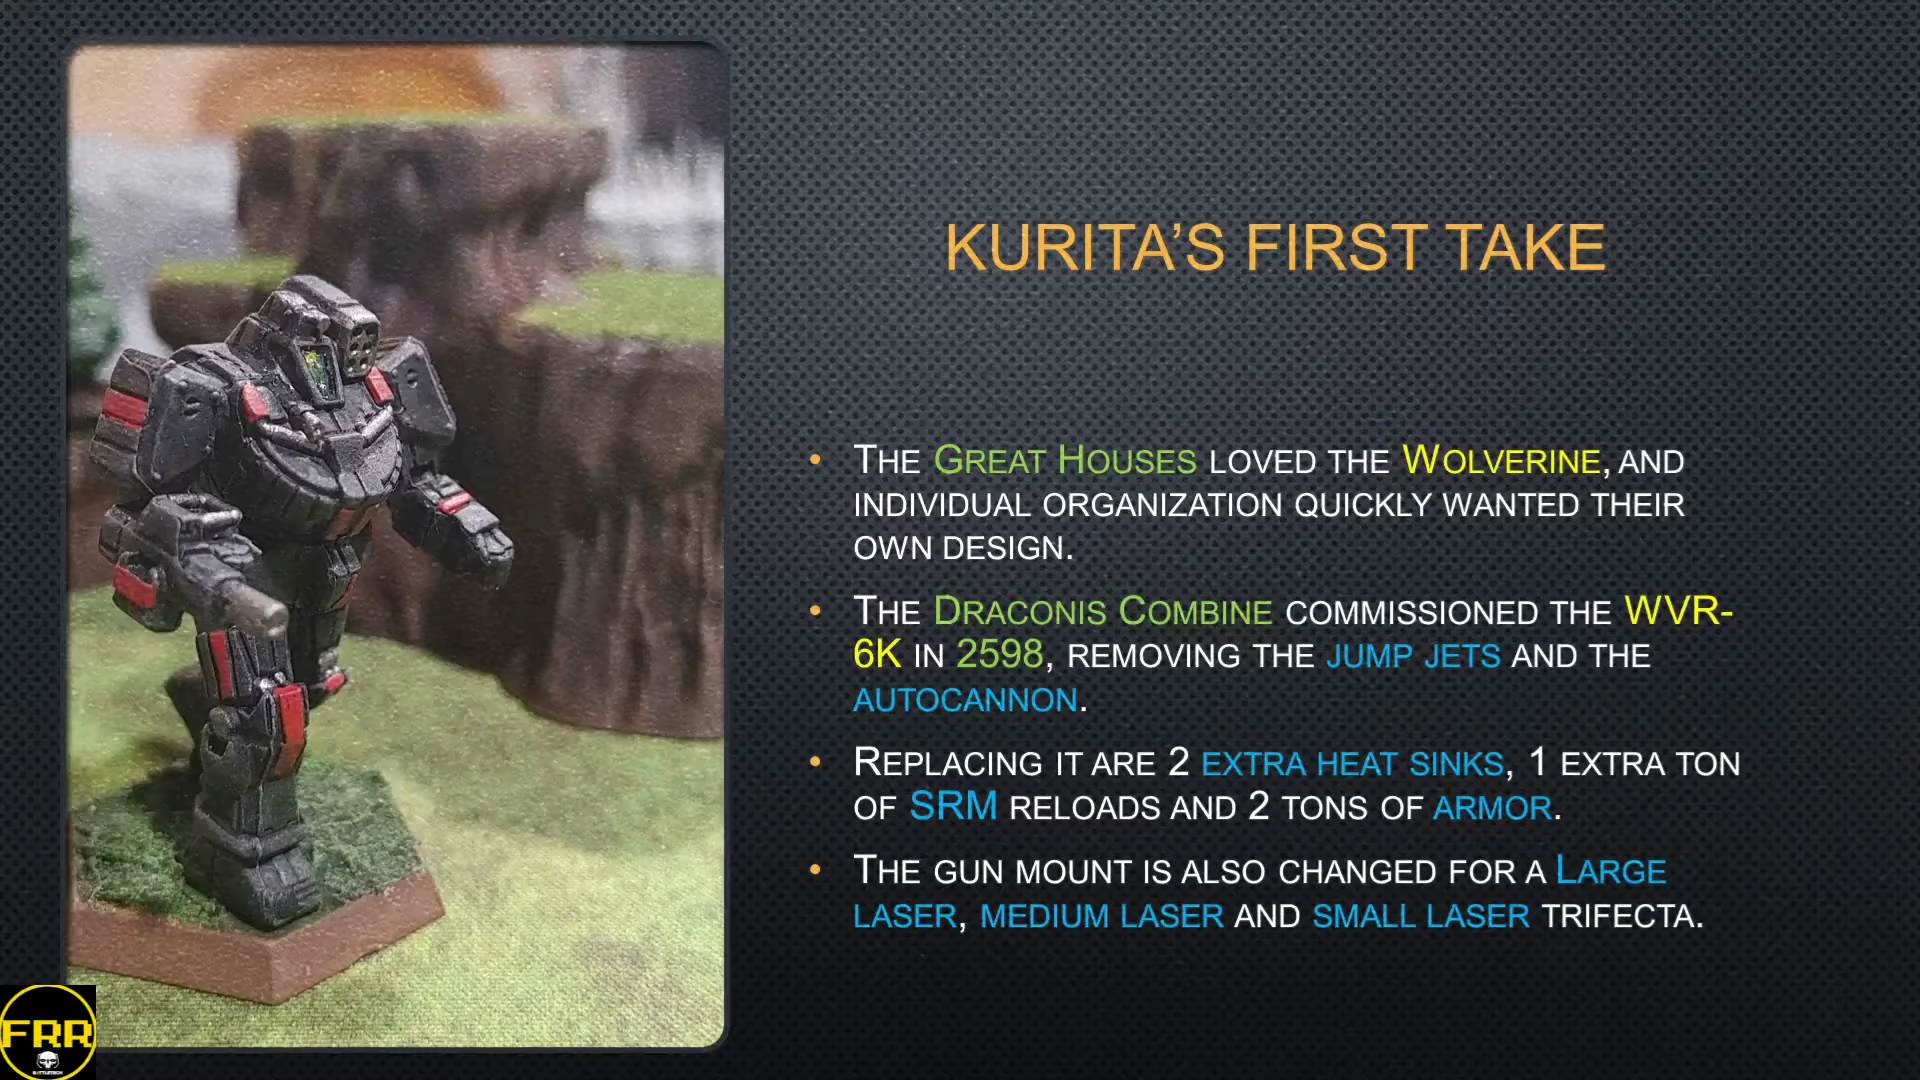 KURITA’S FIRST TAKE
• THE GREAT HOUSES LOVED THE WOLVERINE, AND
INDIVIDUAL ORGANIZATION QUICKLY WANTED THEIR
OWN DESIGN.
• THE DRACONIS COMBINE COMMISSIONED THE WVR-
6K IN 2598, REMOVING THE JUMP JETS AND THE
AUTOCANNON.
• REPLACING IT ARE 2 EXTRA HEAT SINKS, 1 EXTRA TON
OF SRM RELOADS AND 2 TONS OF ARMOR.
• THE GUN MOUNT IS ALSO CHANGED FOR A LARGE
LASER, MEDIUM LASER AND SMALL LASER TRIFECTA.
FRR
BATTLETECH